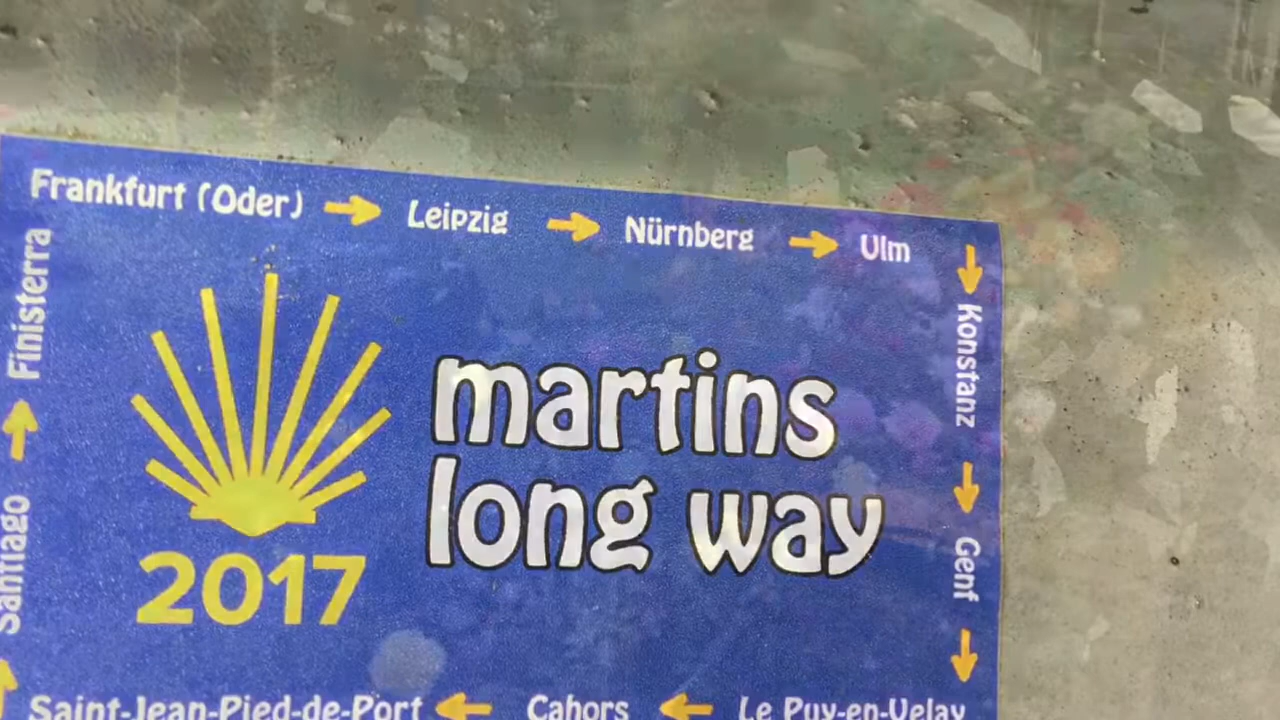 Frankfurt (Oder) Leipzig Nürnberg Ulm
Konstanz
Genf
Le Puy-en-Velay
Cahors
Saint-Jean-Pied-de-Port
Santiago
Finisterra
martins
long way
2017